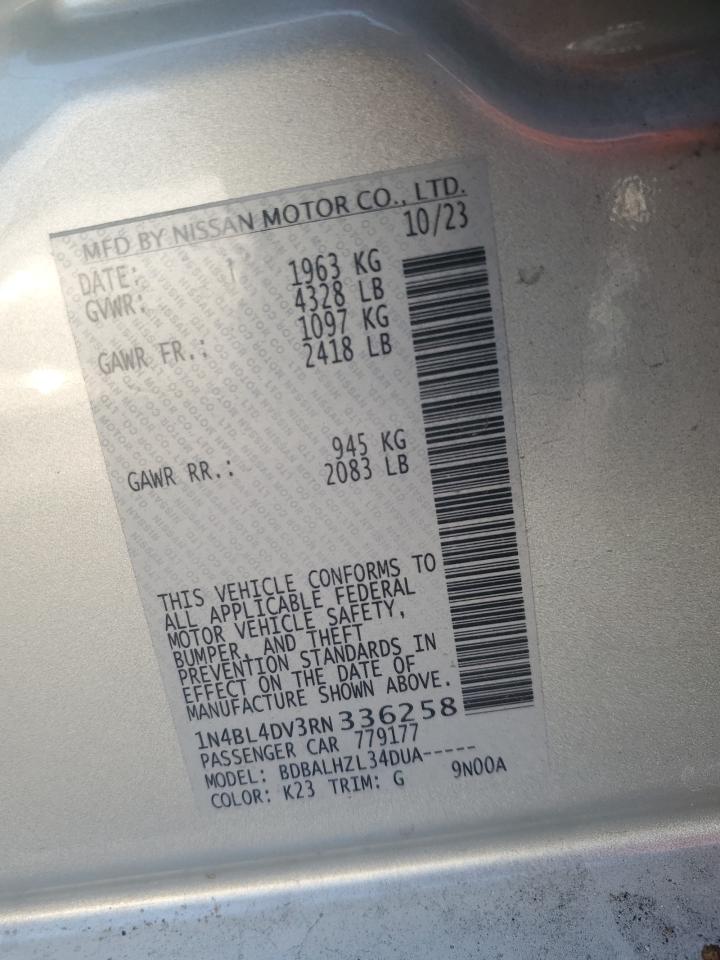 MFD BY NISSAN MOTOR CO., LTD.
DATE: 10/23
GVWR: 1963 KG
4328 LB
GAWR FR.: 1097 KG
2418 LB
GAWR RR.: 945 KG
2083 LB
THIS VEHICLE CONFORMS TO
ALL APPLICABLE FEDERAL
MOTOR VEHICLE SAFETY,
BUMPER, AND THEFT
PREVENTION STANDARDS IN
EFFECT ON THE DATE OF
MANUFACTURE SHOWN ABOVE.
1N4BL4DV3RN336258
PASSENGER CAR 779177
MODEL: BDBALHZL34DUA-----
COLOR: K23 TRIM: G 9N00A